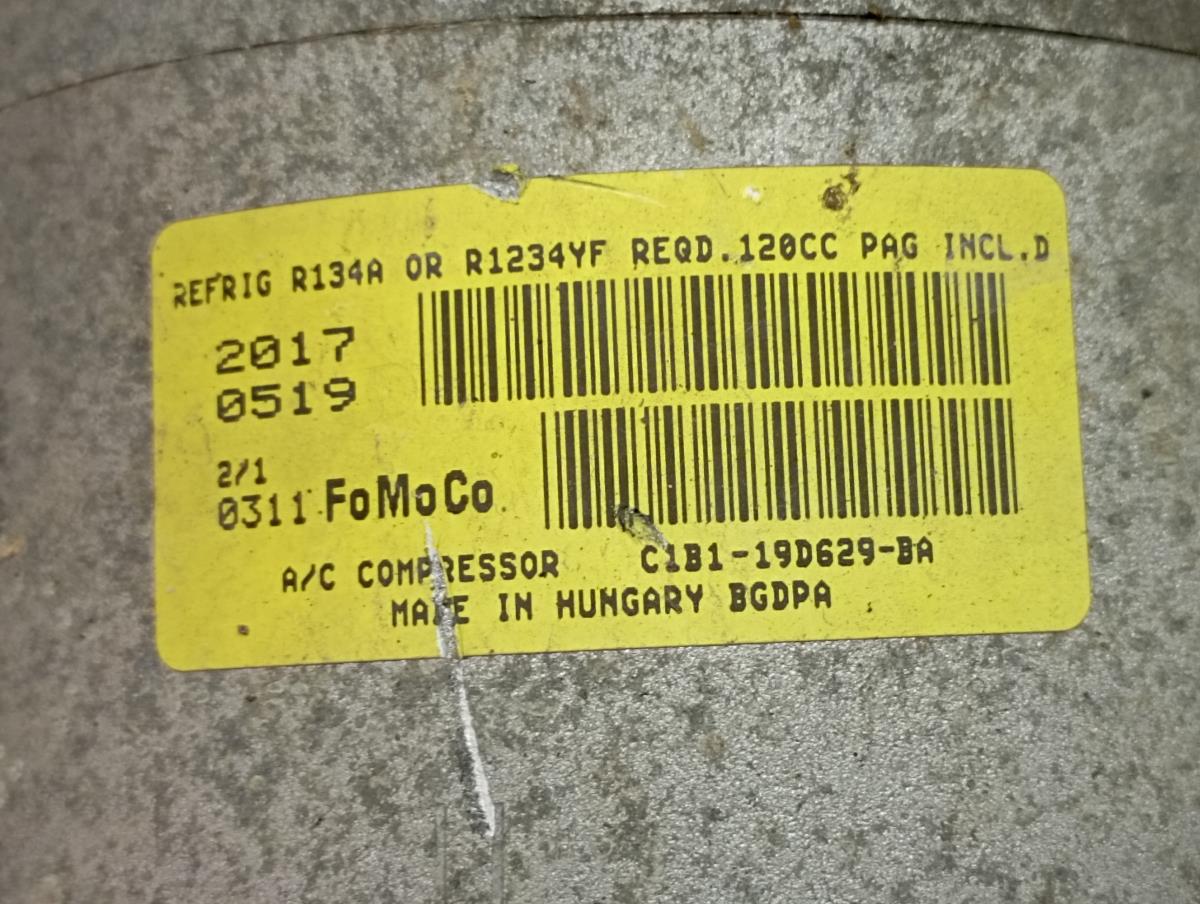 REFRIG R134A OR R1234YF REQD.120CC PAG INCL.D
2017
0519
2/1
0311 FoMoCo
A/C COMPRESSOR C1B1-19D629-BA
MADE IN HUNGARY BGDPA